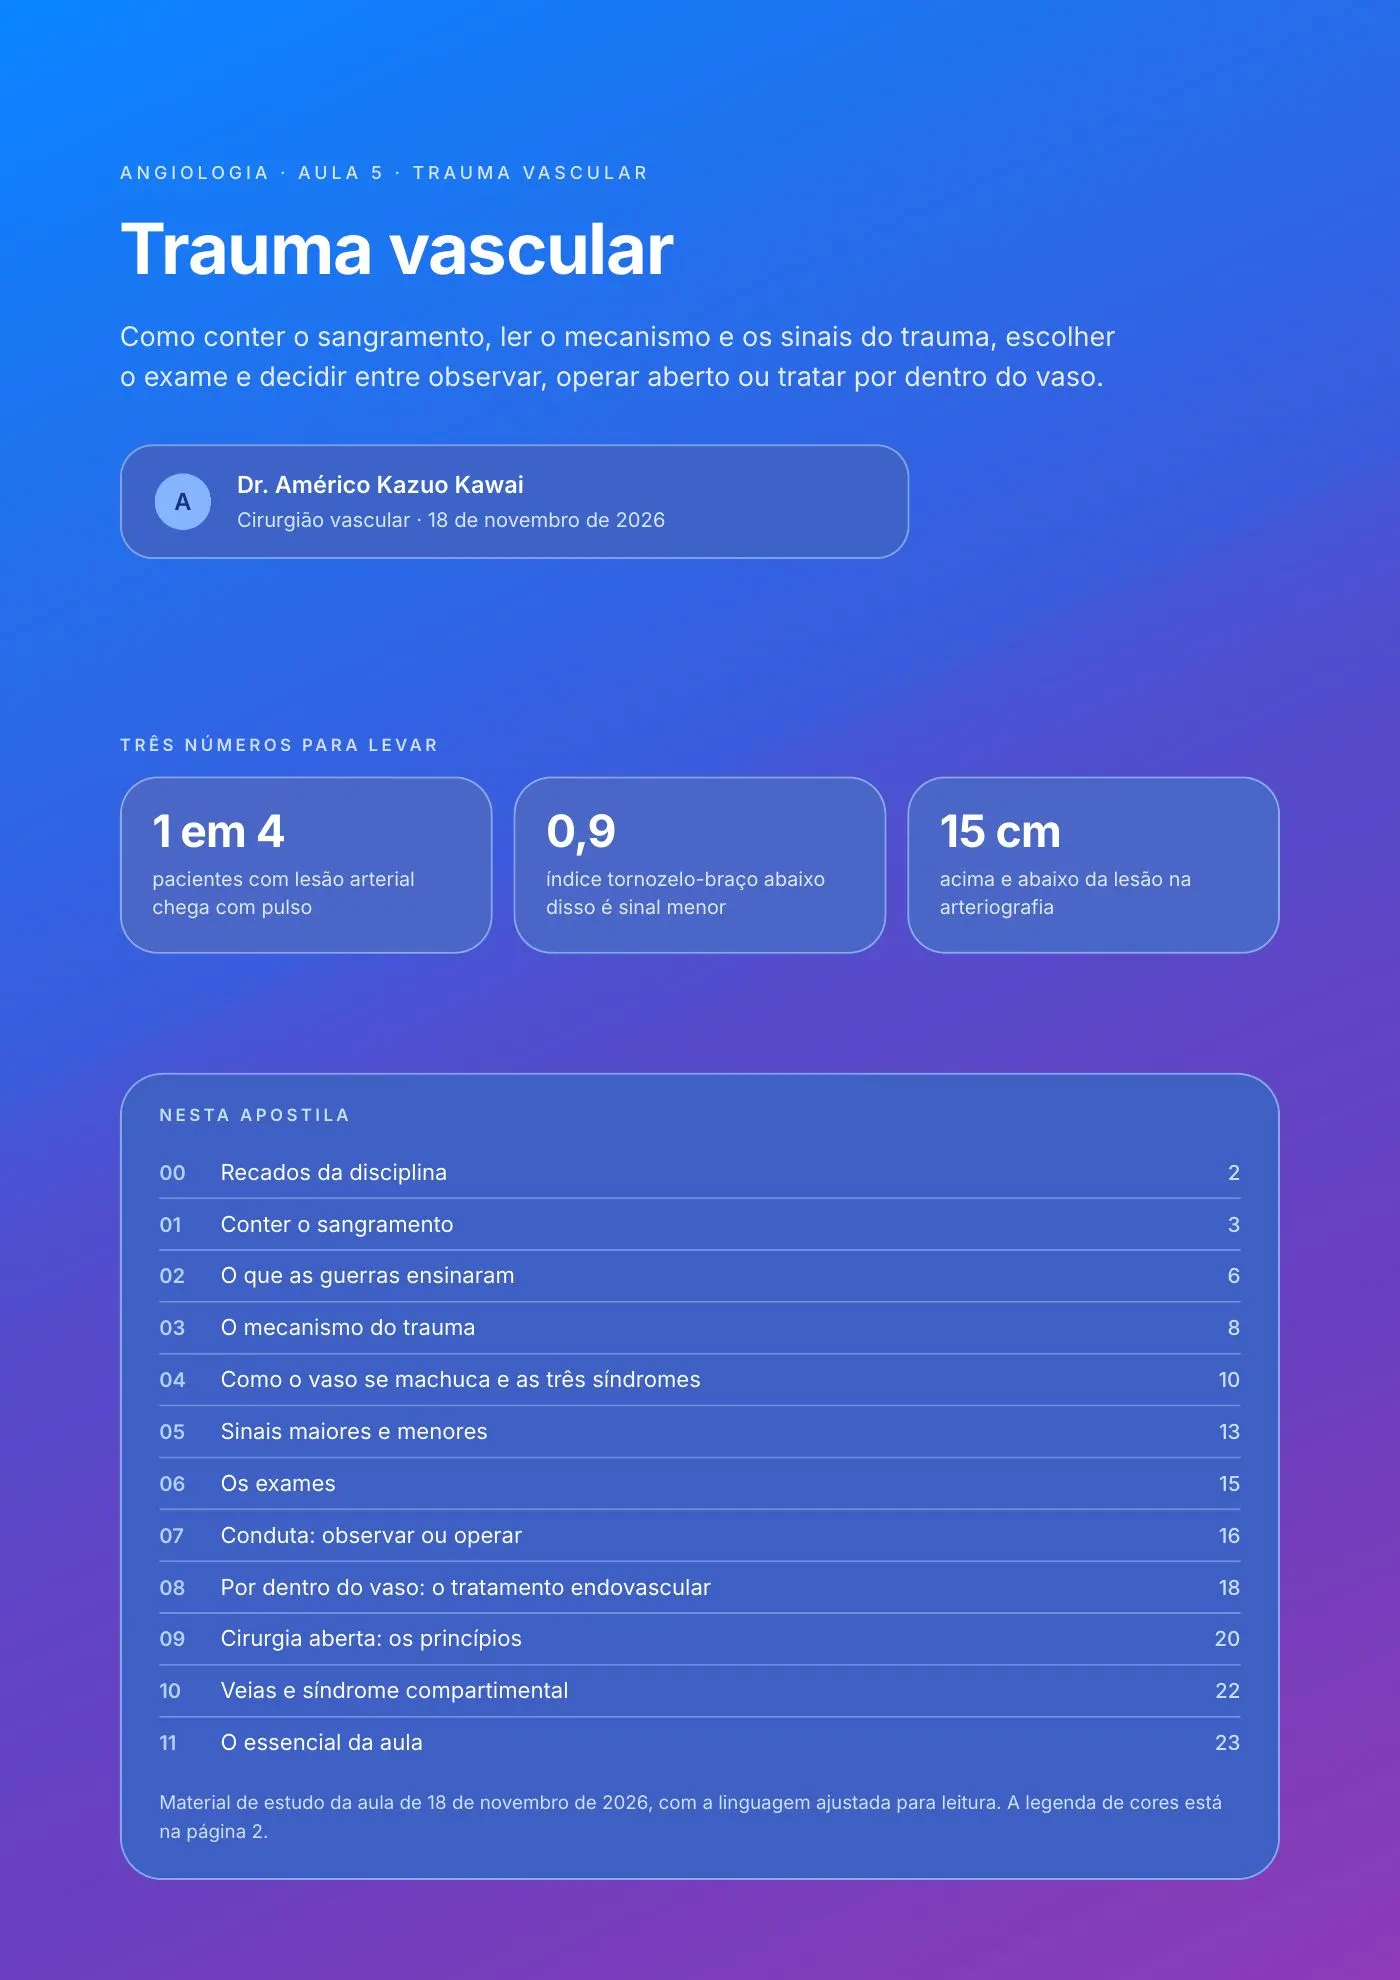 ANGIOLOGIA · AULA 5 · TRAUMA VASCULAR
Trauma vascular
Como conter o sangramento, ler o mecanismo e os sinais do trauma, escolher
o exame e decidir entre observar, operar aberto ou tratar por dentro do vaso.
A
Dr. Américo Kazuo Kawai
Cirurgião vascular · 18 de novembro de 2026
TRÊS NÚMEROS PARA LEVAR
1 em 4
pacientes com lesão arterial
chega com pulso
0,9
índice tornozelo-braço abaixo
disso é sinal menor
15 cm
acima e abaixo da lesão na
arteriografia
NESTA APOSTILA
00 Recados da disciplina 2
01 Conter o sangramento 3
02 O que as guerras ensinaram 6
03 O mecanismo do trauma 8
04 Como o vaso se machuca e as três síndromes 10
05 Sinais maiores e menores 13
06 Os exames 15
07 Conduta: observar ou operar 16
08 Por dentro do vaso: o tratamento endovascular 18
09 Cirurgia aberta: os princípios 20
10 Veias e síndrome compartimental 22
11 O essencial da aula 23
Material de estudo da aula de 18 de novembro de 2026, com a linguagem ajustada para leitura. A legenda de cores está
na página 2.